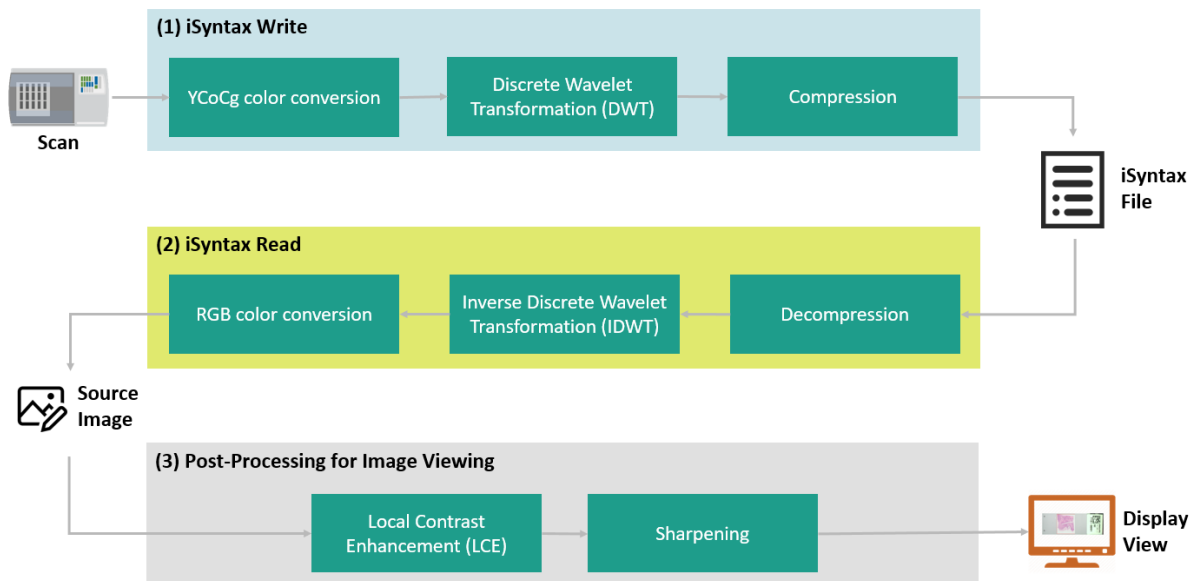 (1) iSyntax Write
YCoCg color conversion
Discrete Wavelet
Transformation (DWT)
Compression
Scan
iSyntax
File
(2) iSyntax Read
RGB color conversion
Inverse Discrete Wavelet
Transformation (IDWT)
Decompression
Source
Image
(3) Post-Processing for Image Viewing
Local Contrast
Enhancement (LCE)
Sharpening
Display
View